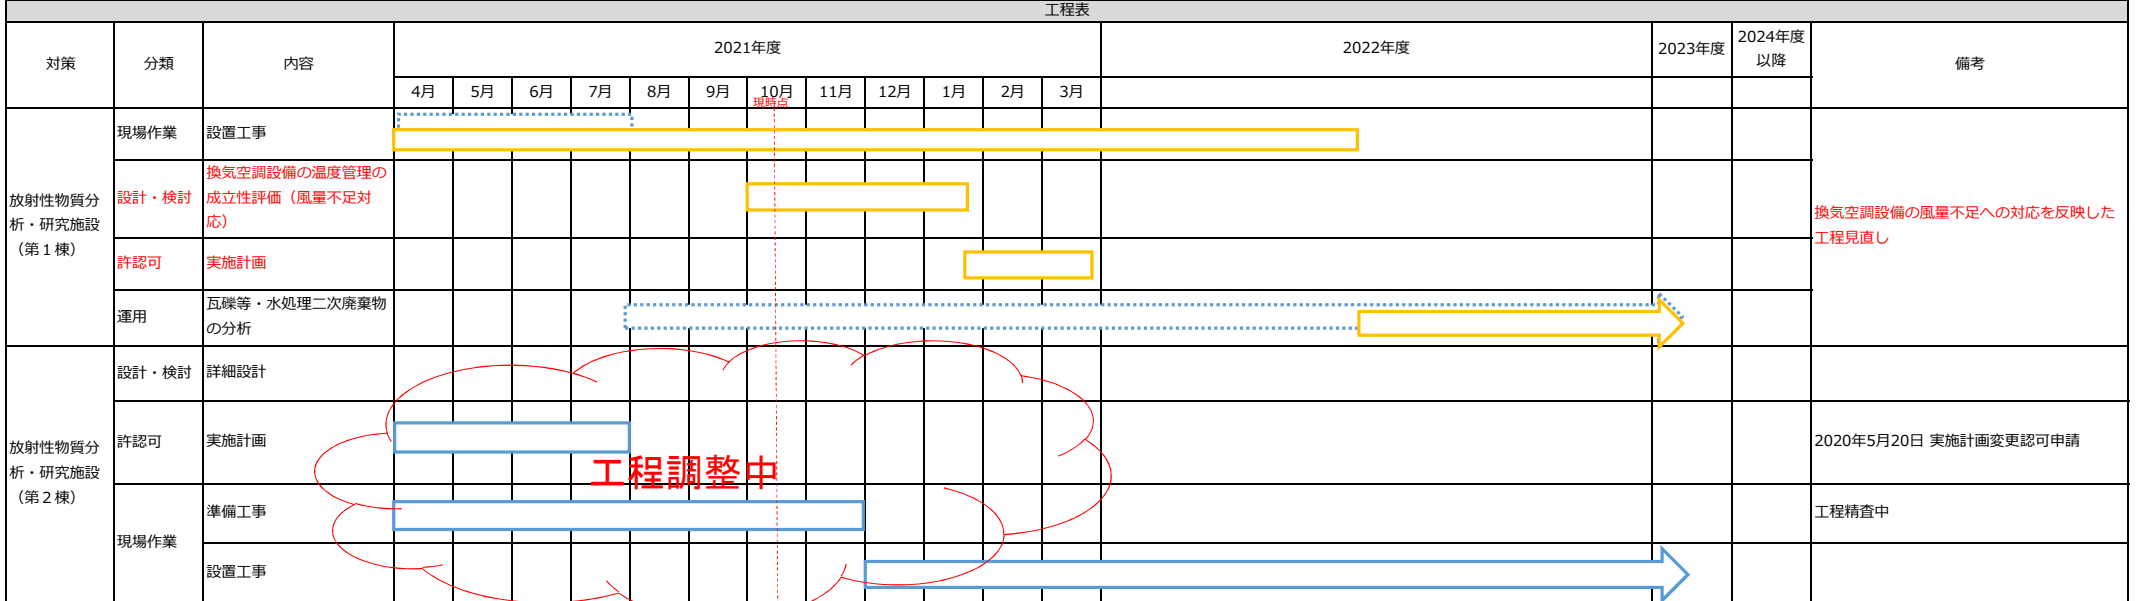 工程表
対策
分類
内容
2021年度
2022年度
2023年度
2024年度
以降
備考
4月
5月
6月
7月
8月
9月
10月
11月
12月
1月
2月
3月
現時点
放射性物質分
析・研究施設
（第１棟）
現場作業
設置工事
設計・検討
換気空調設備の温度管理の
成立性評価（風量不足対
応）
許認可
実施計画
運用
瓦礫等・水処理二次廃棄物
の分析
換気空調設備の風量不足への対応を反映した
工程見直し
放射性物質分
析・研究施設
（第２棟）
設計・検討
詳細設計
許認可
実施計画
2020年5月20日 実施計画変更認可申請
工程調整中
現場作業
準備工事
工程精査中
設置工事